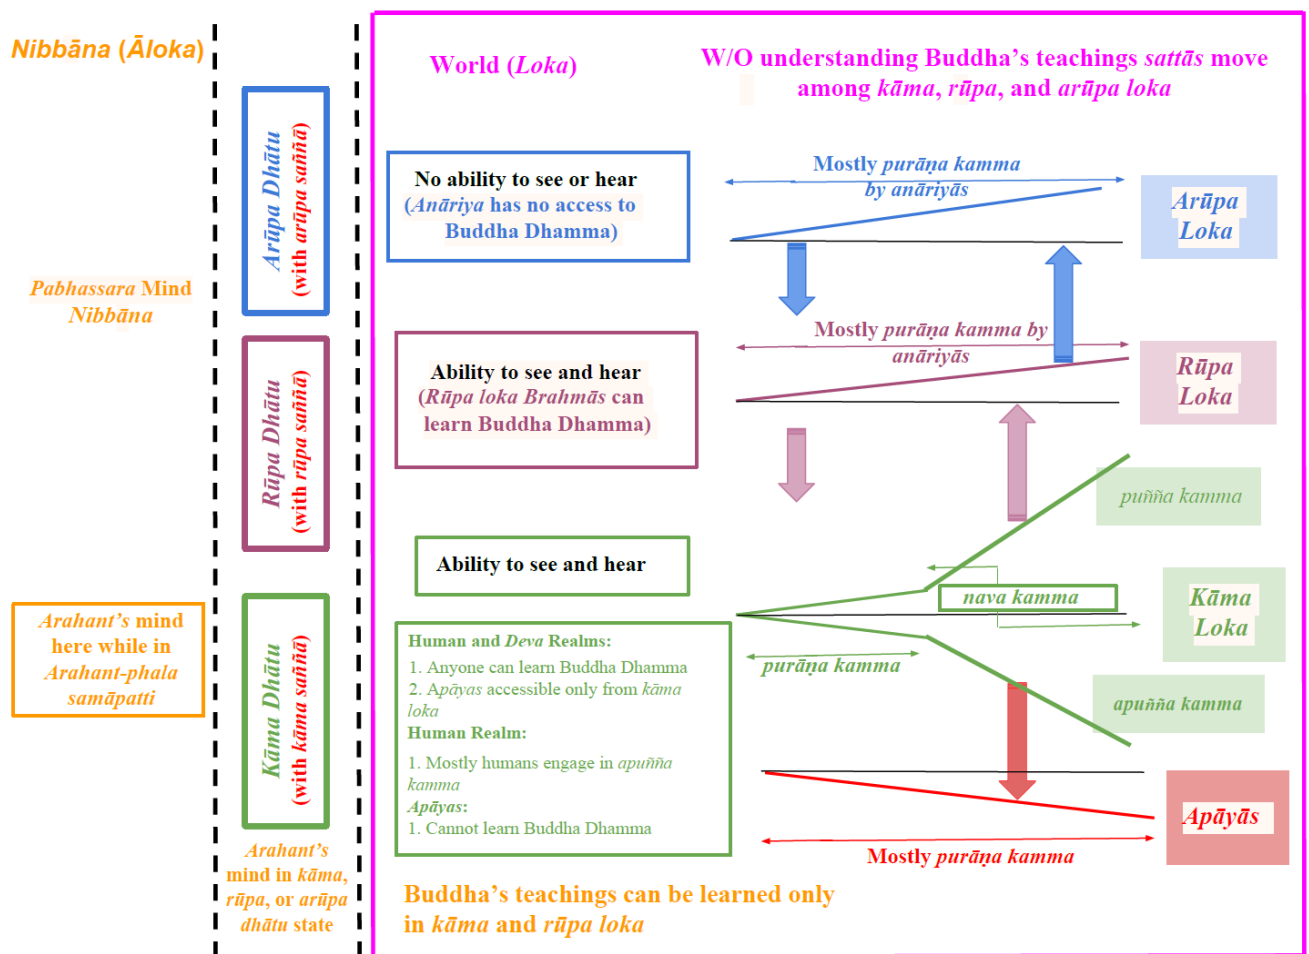 Nibbāna (Āloka)
Pabhassara Mind
Nibbāna
Arahant's mind
here while in
Arahant-phala
samāpatti
Arūpa Dhātu
(with arūpa saññā)
Rūpa Dhātu
(with rūpa saññā)
Kāma Dhātu
(with kāma saññā)
Arahant's
mind in kāma,
rūpa, or arūpa
dhātu state
World (Loka)
W/O understanding Buddha's teachings sattās move
among kāma, rūpa, and arūpa loka
No ability to see or hear
(Anāriya has no access to
Buddha Dhamma)
Mostly purāṇa kamma
by anāriyās
Arūpa
Loka
Ability to see and hear
(Rūpa loka Brahmās can
learn Buddha Dhamma)
Mostly purāṇa kamma by
anāriyās
Rūpa
Loka
puñña kamma
Ability to see and hear
nava kamma
Kāma
Loka
purāṇa kamma
apuñña kamma
Human and Deva Realms:
1. Anyone can learn Buddha Dhamma
2. Apāyas accessible only from kāma
loka
Human Realm:
1. Mostly humans engage in apuñña
kamma
Apāyas:
1. Cannot learn Buddha Dhamma
Apāyās
Mostly purāṇa kamma
Buddha's teachings can be learned only
in kāma and rūpa loka